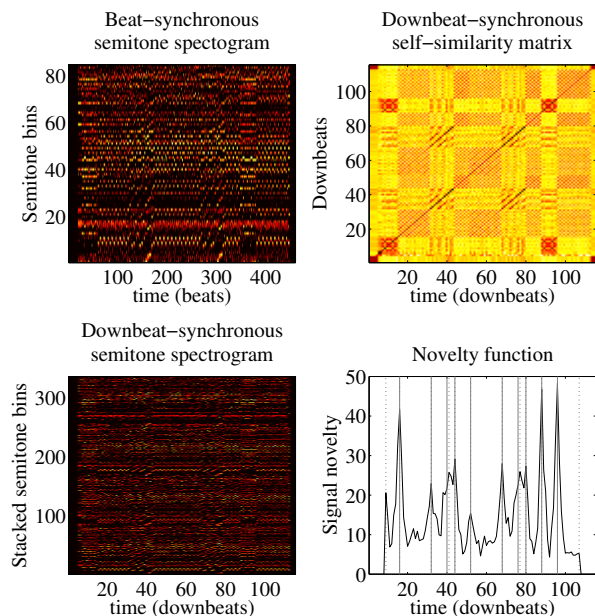 Beat−synchronous
semitone spectogram
Semitone bins
80
60
40
20
100 200 300 400
time (beats)
Downbeat−synchronous
self−similarity matrix
Downbeats
100
80
60
40
20
20 40 60 80 100
time (downbeats)
Downbeat−synchronous
semitone spectrogram
Stacked semitone bins
300
200
100
20 40 60 80 100
time (downbeats)
Novelty function
Signal novelty
50
40
30
20
10
0
20 40 60 80 100
time (downbeats)